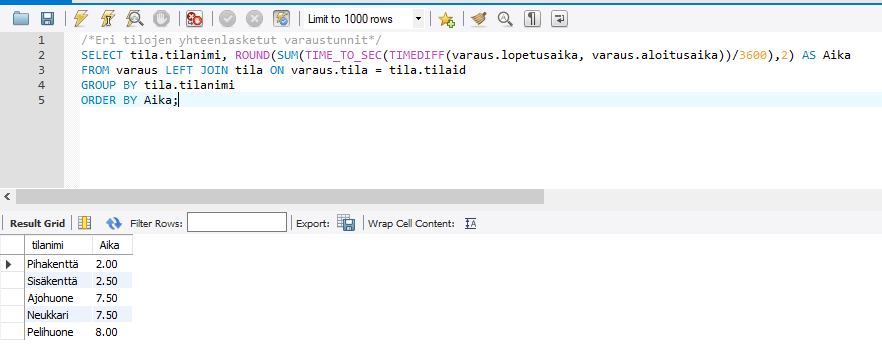 Limit to 1000 rows
1 /*Eri tilojen yhteenlasketut varaustunnit*/
2 SELECT tila.tilanimi, ROUND(SUM(TIME_TO_SEC(TIMEDIFF(varaus.lopetusaika, varaus.aloitusaika))/3600),2) AS Aika
3 FROM varaus LEFT JOIN tila ON varaus.tila = tila.tilaid
4 GROUP BY tila.tilanimi
5 ORDER BY Aika;
Result Grid Filter Rows: Export: Wrap Cell Content:
tilanimi Aika
Pihakenttä 2.00
Sisäkenttä 2.50
Ajohuone 7.50
Neukkari 7.50
Pelihuone 8.00